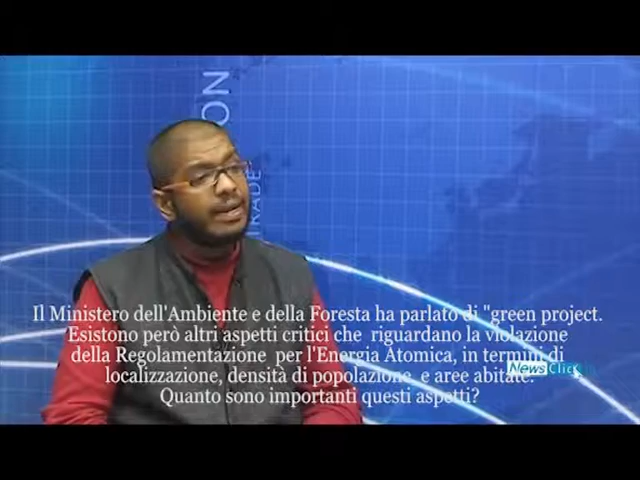 ON
TRADE
Il Ministero dell'Ambiente e della Foresta ha parlato di "green project.
Esistono però altri aspetti critici che riguardano la violazione
della Regolamentazione per l'Energia Atomica, in termini di
localizzazione, densità di popolazione e aree abitate.
NewsClick
Quanto sono importanti questi aspetti?